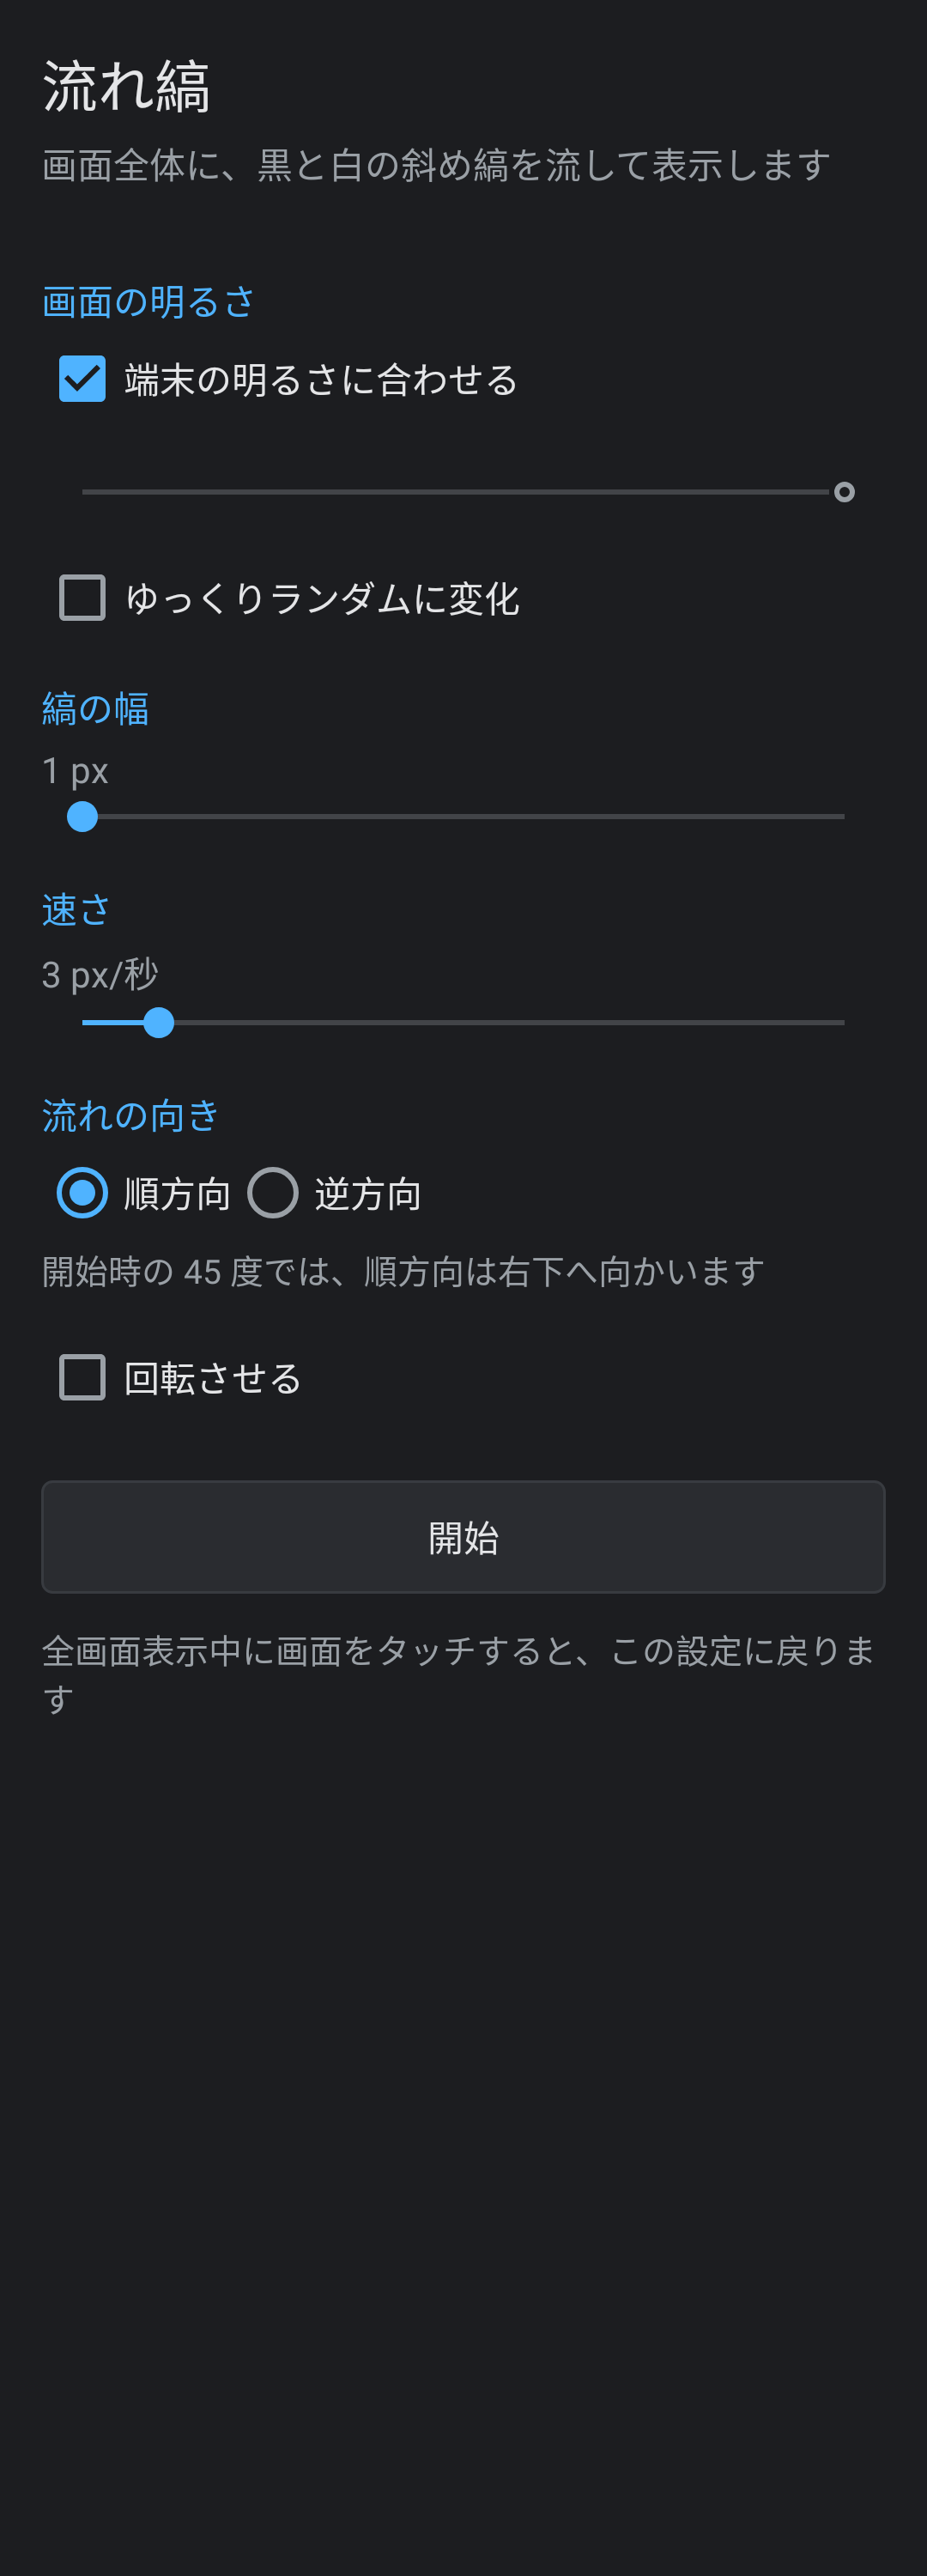 流れ縞
画面全体に、黒と白の斜め縞を流して表示します
画面の明るさ
端末の明るさに合わせる
ゆっくりランダムに変化
縞の幅
1 px
速さ
3 px/秒
流れの向き
順方向 逆方向
開始時の 45 度では、順方向は右下へ向かいます
回転させる
開始
全画面表示中に画面をタッチすると、この設定に戻りま
す